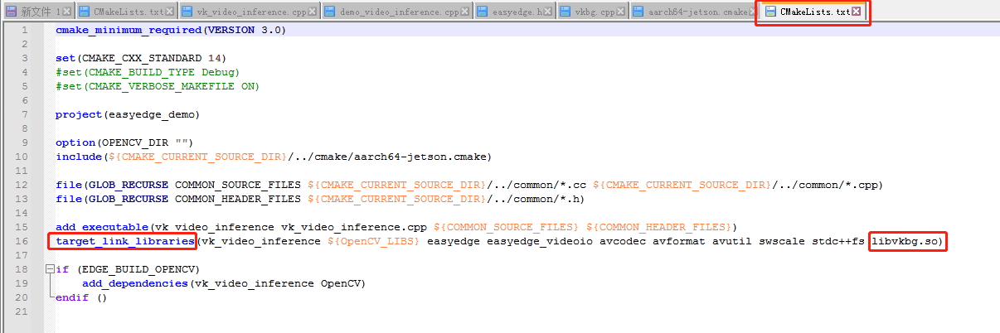 新文件 1 CMakeLists.txt vk_video_inference.cpp demo_video_inference.cpp easyedge.h vkbg.cpp aarch64-jetson.cmake CMakeLists.txt
1 cmake_minimum_required(VERSION 3.0)
2
3 set(CMAKE_CXX_STANDARD 14)
4 #set(CMAKE_BUILD_TYPE Debug)
5 #set(CMAKE_VERBOSE_MAKEFILE ON)
6
7 project(easyedge_demo)
8
9 option(OPENCV_DIR "")
10 include(${CMAKE_CURRENT_SOURCE_DIR}/../cmake/aarch64-jetson.cmake)
11
12 file(GLOB_RECURSE COMMON_SOURCE_FILES ${CMAKE_CURRENT_SOURCE_DIR}/../common/*.cc ${CMAKE_CURRENT_SOURCE_DIR}/../common/*.cpp)
13 file(GLOB_RECURSE COMMON_HEADER_FILES ${CMAKE_CURRENT_SOURCE_DIR}/../common/*.h)
14
15 add_executable(vk_video_inference vk_video_inference.cpp ${COMMON_SOURCE_FILES} ${COMMON_HEADER_FILES})
16 target_link_libraries(vk_video_inference ${OpenCV_LIBS} easyedge easyedge_videoio avcodec avformat avutil swscale stdc++fs libvkbg.so)
17
18 if (EDGE_BUILD_OPENCV)
19 add_dependencies(vk_video_inference OpenCV)
20 endif ()
21